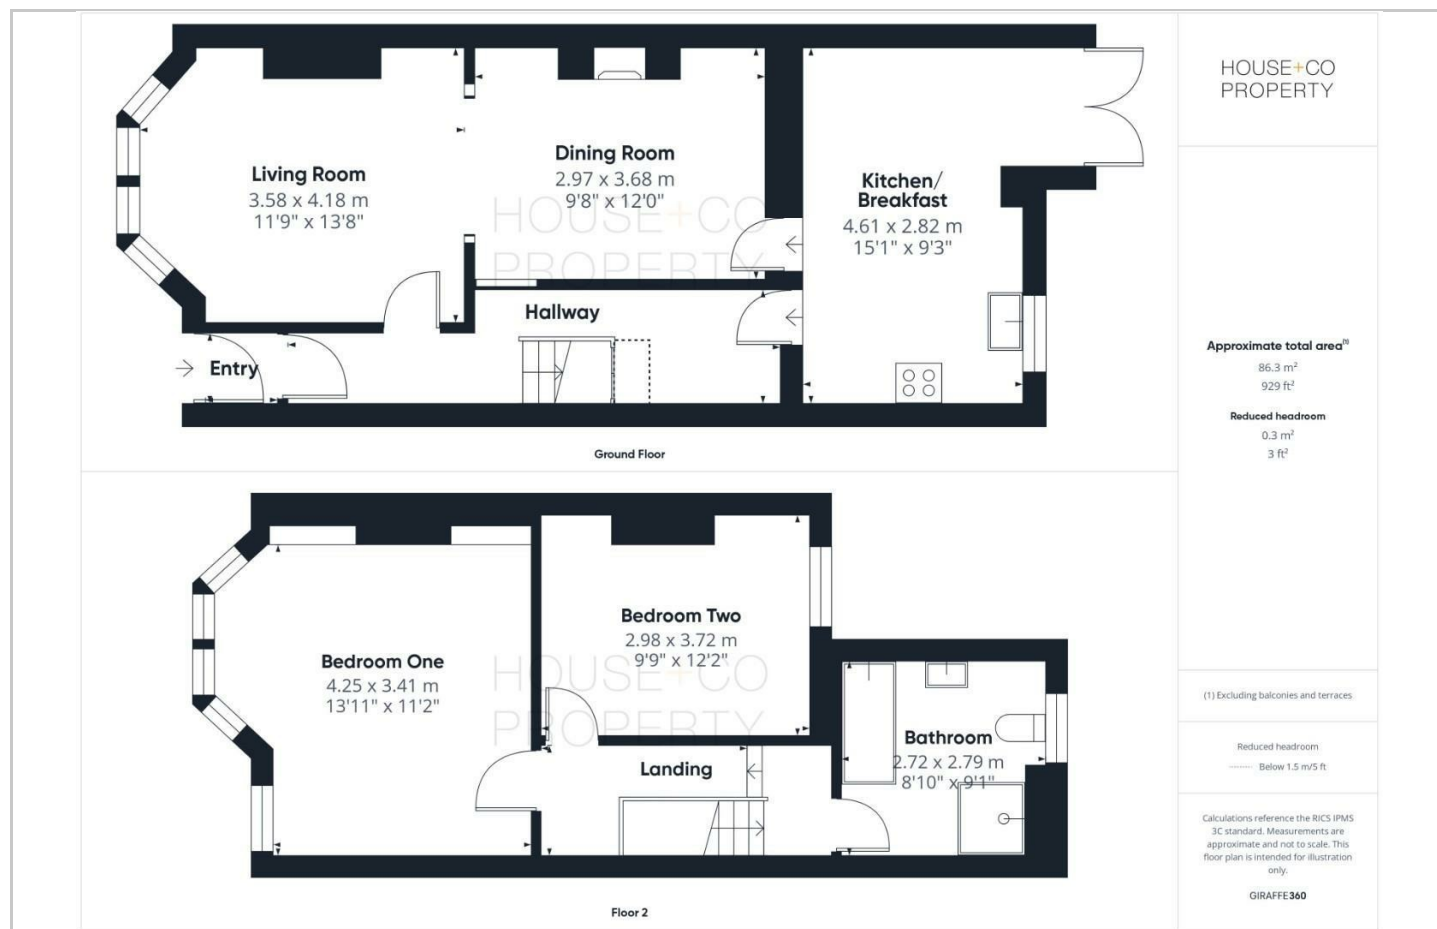 Living Room
3.58 x 4.18 m
11'9" x 13'8"
Dining Room
2.97 x 3.68 m
9'8" x 12'0"
HOUSE+CO
PROPERTY
Kitchen/
Breakfast
4.61 x 2.82 m
15'1" x 9'3"
Hallway
Entry
Ground Floor
Bedroom One
4.25 x 3.41 m
13'11" x 11'2"
Bedroom Two
2.98 x 3.72 m
9'9" x 12'2"
HOUSE+CO
PROPERTY
Landing
Bathroom
2.72 x 2.79 m
8'10" x 9'1"
Floor 2
HOUSE+CO
PROPERTY
Approximate total area(1)
86.3 m²
929 ft²
Reduced headroom
0.3 m²
3 ft²
(1) Excluding balconies and terraces
Reduced headroom
Below 1.5 m/5 ft
Calculations reference the RICS IPMS
3C standard. Measurements are
approximate and not to scale. This
floor plan is intended for illustration
only.
GIRAFFE360